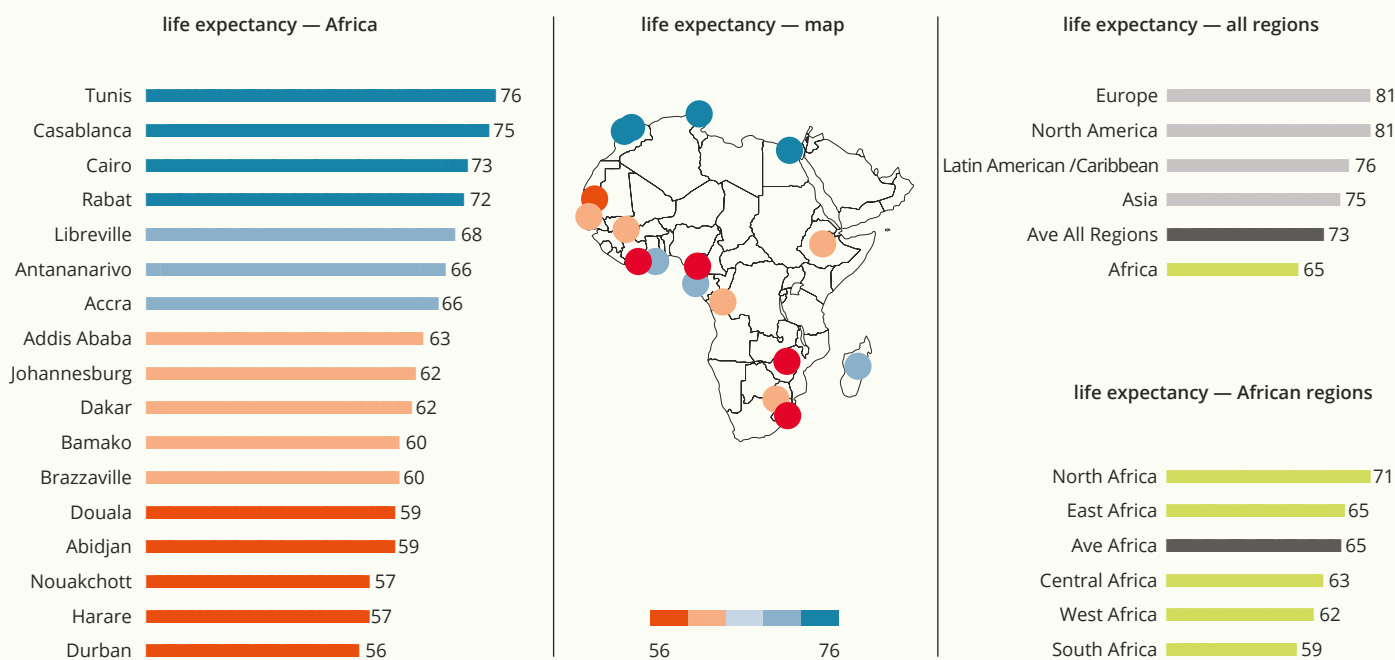 life expectancy — Africa
Tunis 76
Casablanca 75
Cairo 73
Rabat 72
Libreville 68
Antananarivo 66
Accra 66
Addis Ababa 63
Johannesburg 62
Dakar 62
Bamako 60
Brazzaville 60
Douala 59
Abidjan 59
Nouakchott 57
Harare 57
Durban 56
life expectancy — map
56 76
life expectancy — all regions
Europe 81
North America 81
Latin American /Caribbean 76
Asia 75
Ave All Regions 73
Africa 65
life expectancy — African regions
North Africa 71
East Africa 65
Ave Africa 65
Central Africa 63
West Africa 62
South Africa 59